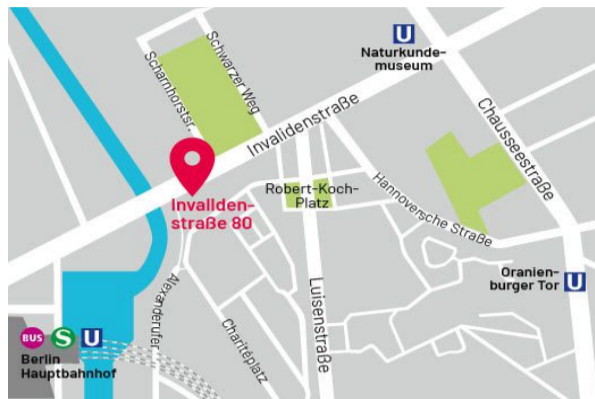 U
Naturkunde-
museum
Schwarzer Weg
Scharnhorststr.
Invalidenstraße
Chausseestraße
Invallden-
straße 80
Robert-Koch-
Platz
Hannoversche Straße
Oranien-
burger Tor U
Alexanderufer
Charitéplatz
Luisenstraße
BUS S U
Berlin
Hauptbahnhof